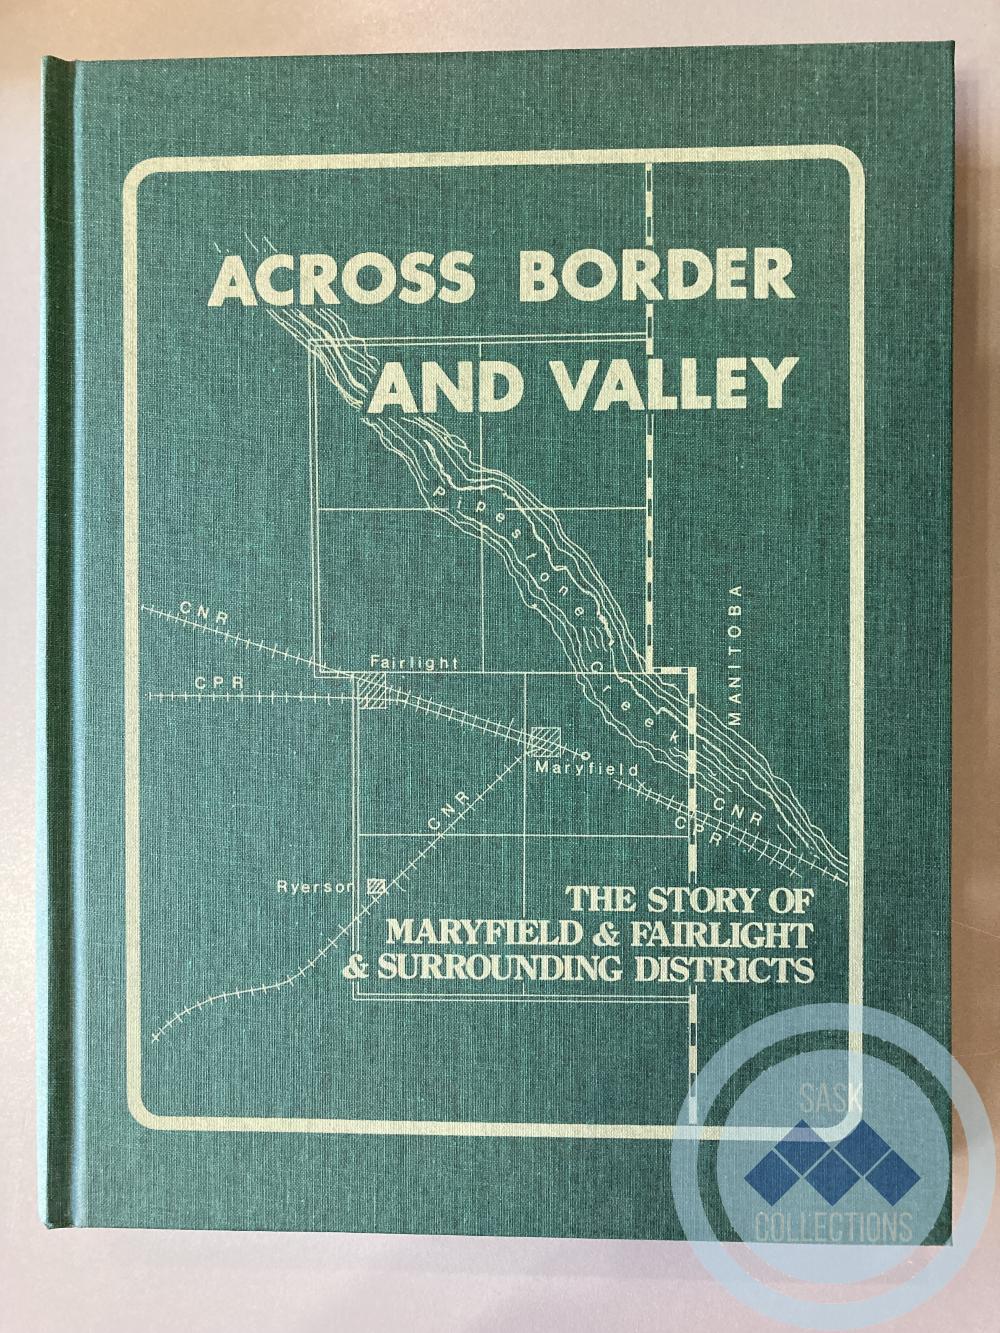 ACROSS BORDER
AND VALLEY
Pipestone Creek
MANITOBA
CNR
CPR
Fairlight
Maryfield
CNR
CNR
CPR
Ryerson
THE STORY OF
MARYFIELD & FAIRLIGHT
& SURROUNDING DISTRICTS
SASK
COLLECTIONS